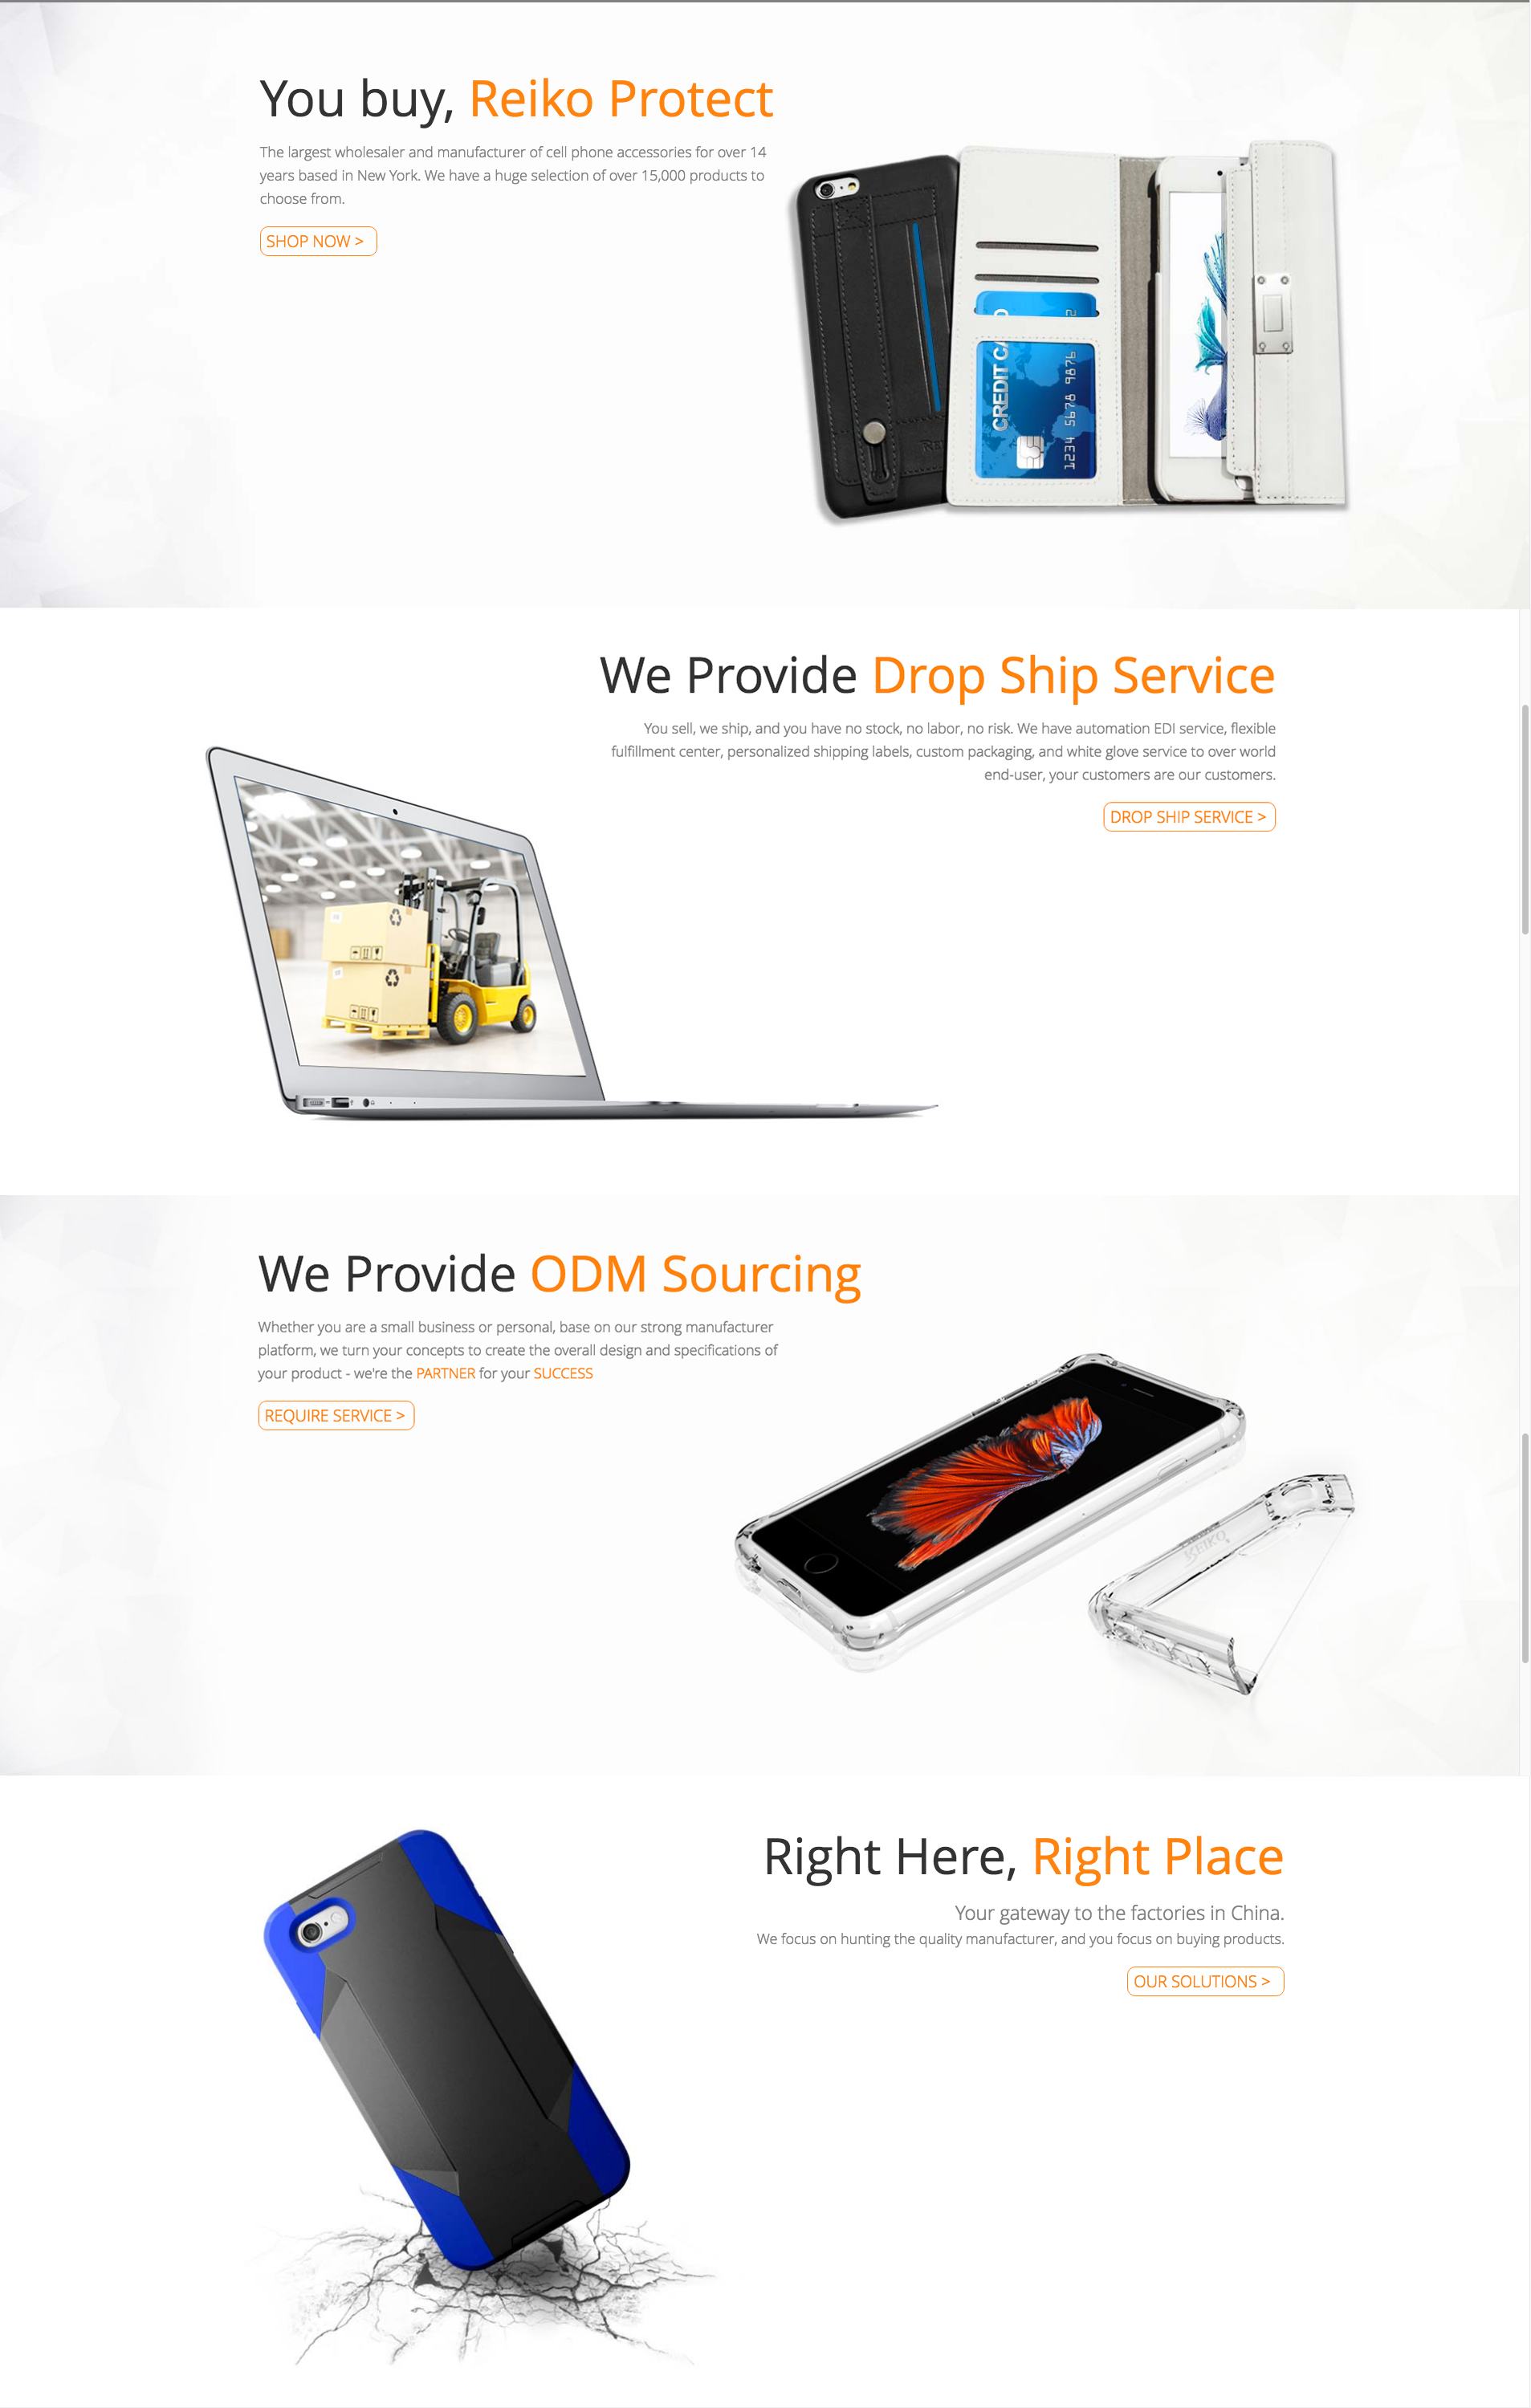 You buy, Reiko Protect
The largest wholesaler and manufacturer of cell phone accessories for over 14
years based in New York. We have a huge selection of over 15,000 products to
choose from.
SHOP NOW >
CREDIT CA
1234 5678 9876
We Provide Drop Ship Service
You sell, we ship, and you have no stock, no labor, no risk. We have automation EDI service, flexible
fulfillment center, personalized shipping labels, custom packaging, and white glove service to over world
end-user, your customers are our customers.
DROP SHIP SERVICE >
We Provide ODM Sourcing
Whether you are a small business or personal, base on our strong manufacturer
platform, we turn your concepts to create the overall design and specifications of
your product - we're the PARTNER for your SUCCESS
REQUIRE SERVICE >
REIKO
Right Here, Right Place
Your gateway to the factories in China.
We focus on hunting the quality manufacturer, and you focus on buying products.
OUR SOLUTIONS >